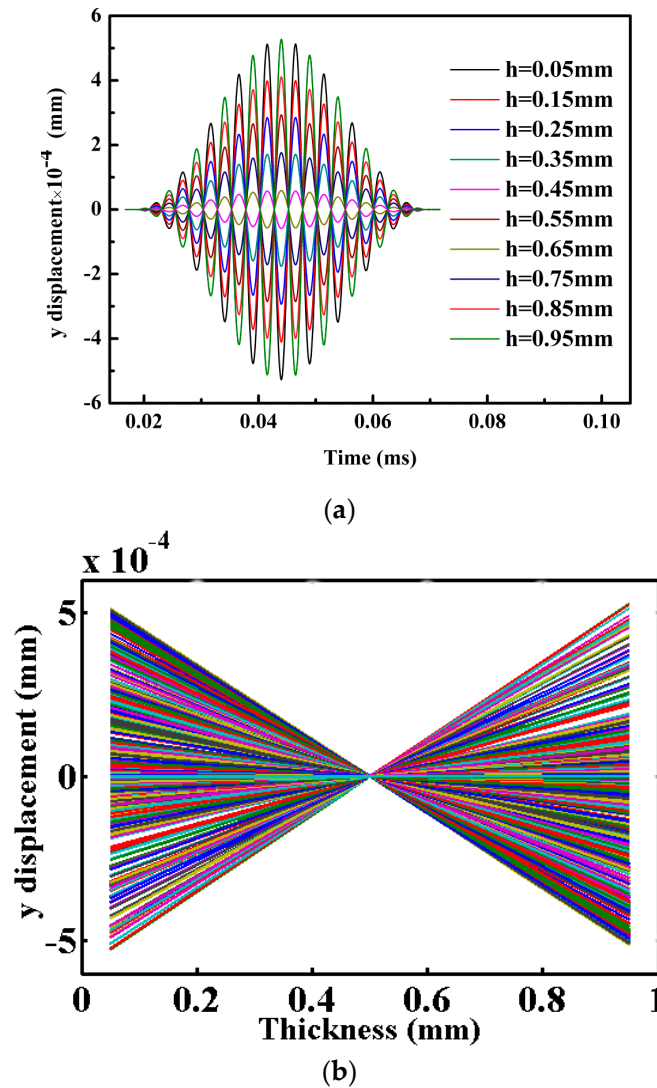 6
4
2
0
-2
-4
-6
y displacement×10⁻⁴ (mm)
h=0.05mm
h=0.15mm
h=0.25mm
h=0.35mm
h=0.45mm
h=0.55mm
h=0.65mm
h=0.75mm
h=0.85mm
h=0.95mm
0.02 0.04 0.06 0.08 0.10
Time (ms)
(a)
x 10⁻⁴
5
0
-5
y displacement (mm)
0 0.2 0.4 0.6 0.8 1
Thickness (mm)
(b)